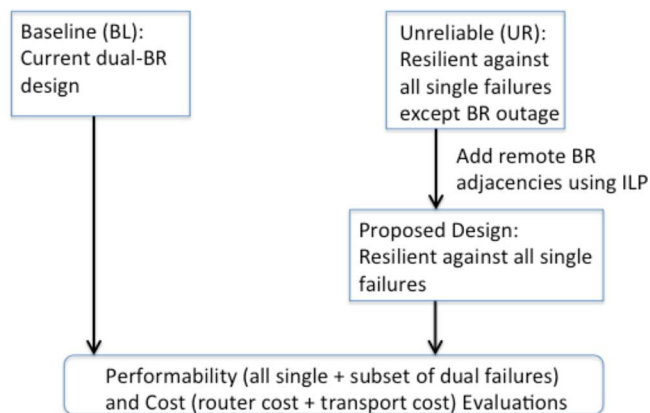 Baseline (BL):
Current dual-BR
design
Unreliable (UR):
Resilient against
all single failures
except BR outage
Add remote BR
adjacencies using ILP
Proposed Design:
Resilient against all single
failures
Performability (all single + subset of dual failures)
and Cost (router cost + transport cost) Evaluations